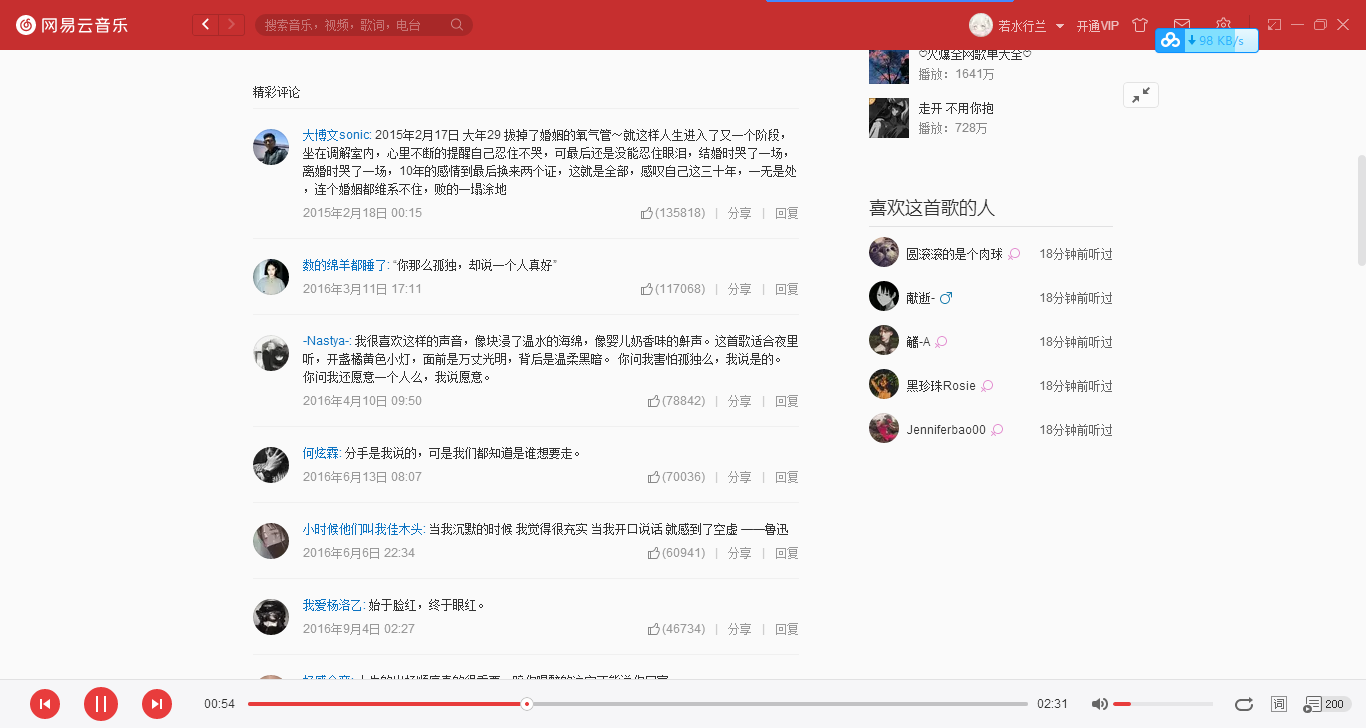 网易云音乐
搜索音乐，视频，歌词，电台
若水行兰
开通VIP
98 KB/s
♡火爆全网歌单大全♡
播放：1641万
走开 不用你抱
播放：728万
精彩评论
大博文sonic: 2015年2月17日 大年29 拔掉了婚姻的氧气管～就这样人生进入了又一个阶段，
坐在调解室内，心里不断的提醒自己忍住不哭，可最后还是没能忍住眼泪，结婚时哭了一场，
离婚时哭了一场，10年的感情到最后换来两个证，这就是全部，感叹自己这三十年，一无是处
，连个婚姻都维系不住，败的一塌涂地
2015年2月18日 00:15 (135818) | 分享 | 回复
数的绵羊都睡了: “你那么孤独，却说一个人真好”
2016年3月11日 17:11 (117068) | 分享 | 回复
-Nastya-: 我很喜欢这样的声音，像块浸了温水的海绵，像婴儿奶香味的鼾声。这首歌适合夜里
听，开盏橘黄色小灯，面前是万丈光明，背后是温柔黑暗。 你问我害怕孤独么，我说是的。
你问我还愿意一个人么，我说愿意。
2016年4月10日 09:50 (78842) | 分享 | 回复
何炫霖: 分手是我说的，可是我们都知道是谁想要走。
2016年6月13日 08:07 (70036) | 分享 | 回复
小时候他们叫我佳木头: 当我沉默的时候 我觉得很充实 当我开口说话 就感到了空虚 ——鲁迅
2016年6月6日 22:34 (60941) | 分享 | 回复
我爱杨洛乙: 始于脸红，终于眼红。
2016年9月4日 02:27 (46734) | 分享 | 回复
喜欢这首歌的人
圆滚滚的是个肉球 18分钟前听过
献逝- 18分钟前听过
-A 18分钟前听过
黑珍珠Rosie 18分钟前听过
Jenniferbao00 18分钟前听过
00:54
02:31
词
200